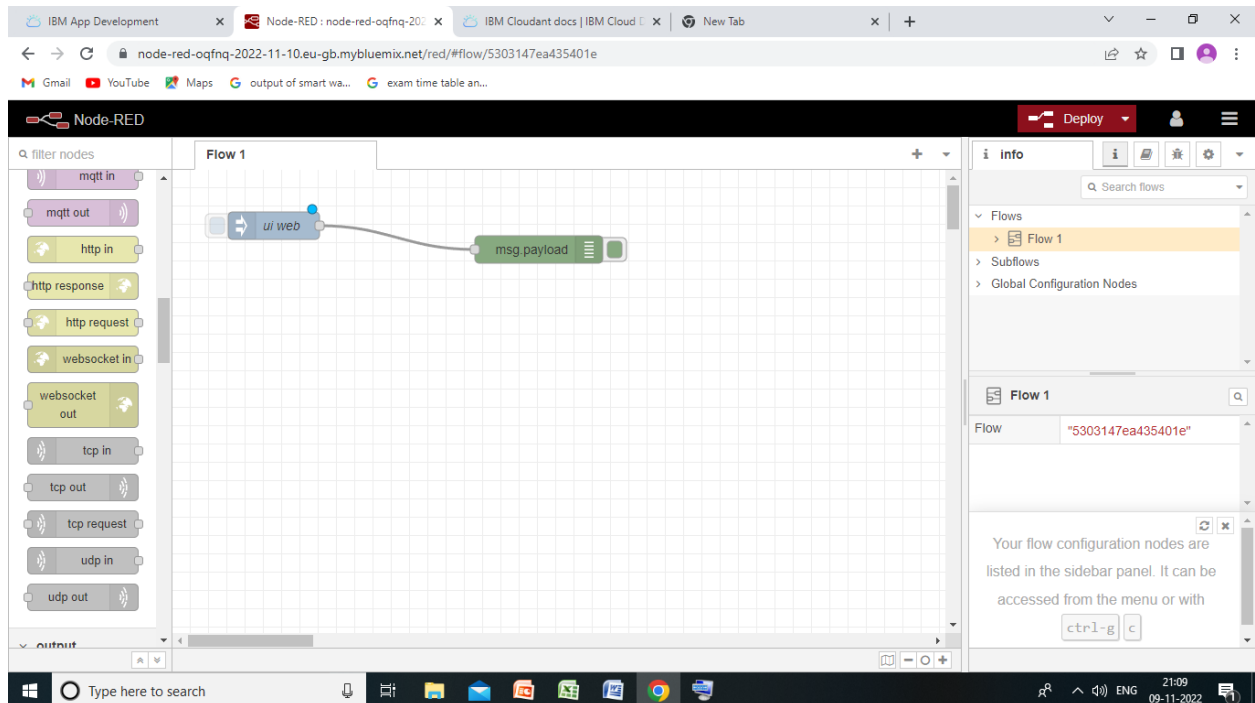 IBM App Development
Node-RED : node-red-oqfnq-202
IBM Cloudant docs | IBM Cloud D
New Tab
node-red-oqfnq-2022-11-10.eu-gb.mybluemix.net/red/#flow/5303147ea435401e
Gmail
YouTube
Maps
output of smart wa...
exam time table an...
Node-RED
Deploy
filter nodes
Flow 1
info
i
mqtt in
mqtt out
http in
http response
http request
websocket in
websocket
out
tcp in
tcp out
tcp request
udp in
udp out
output
ui web
msg.payload
Search flows
Flows
Flow 1
Subflows
Global Configuration Nodes
Flow 1
Flow "5303147ea435401e"
Your flow configuration nodes are
listed in the sidebar panel. It can be
accessed from the menu or with
ctrl-g c
Type here to search
ENG
21:09
09-11-2022